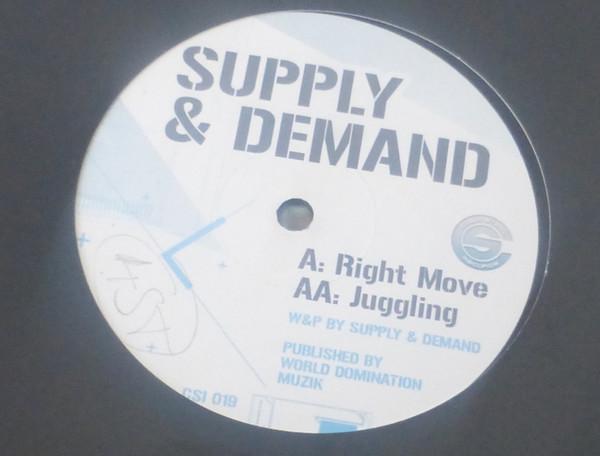 SUPPLY
& DEMAND
A: Right Move
AA: Juggling
W&P BY SUPPLY & DEMAND
PUBLISHED BY
WORLD DOMINATION
MUZIK
GSI 019